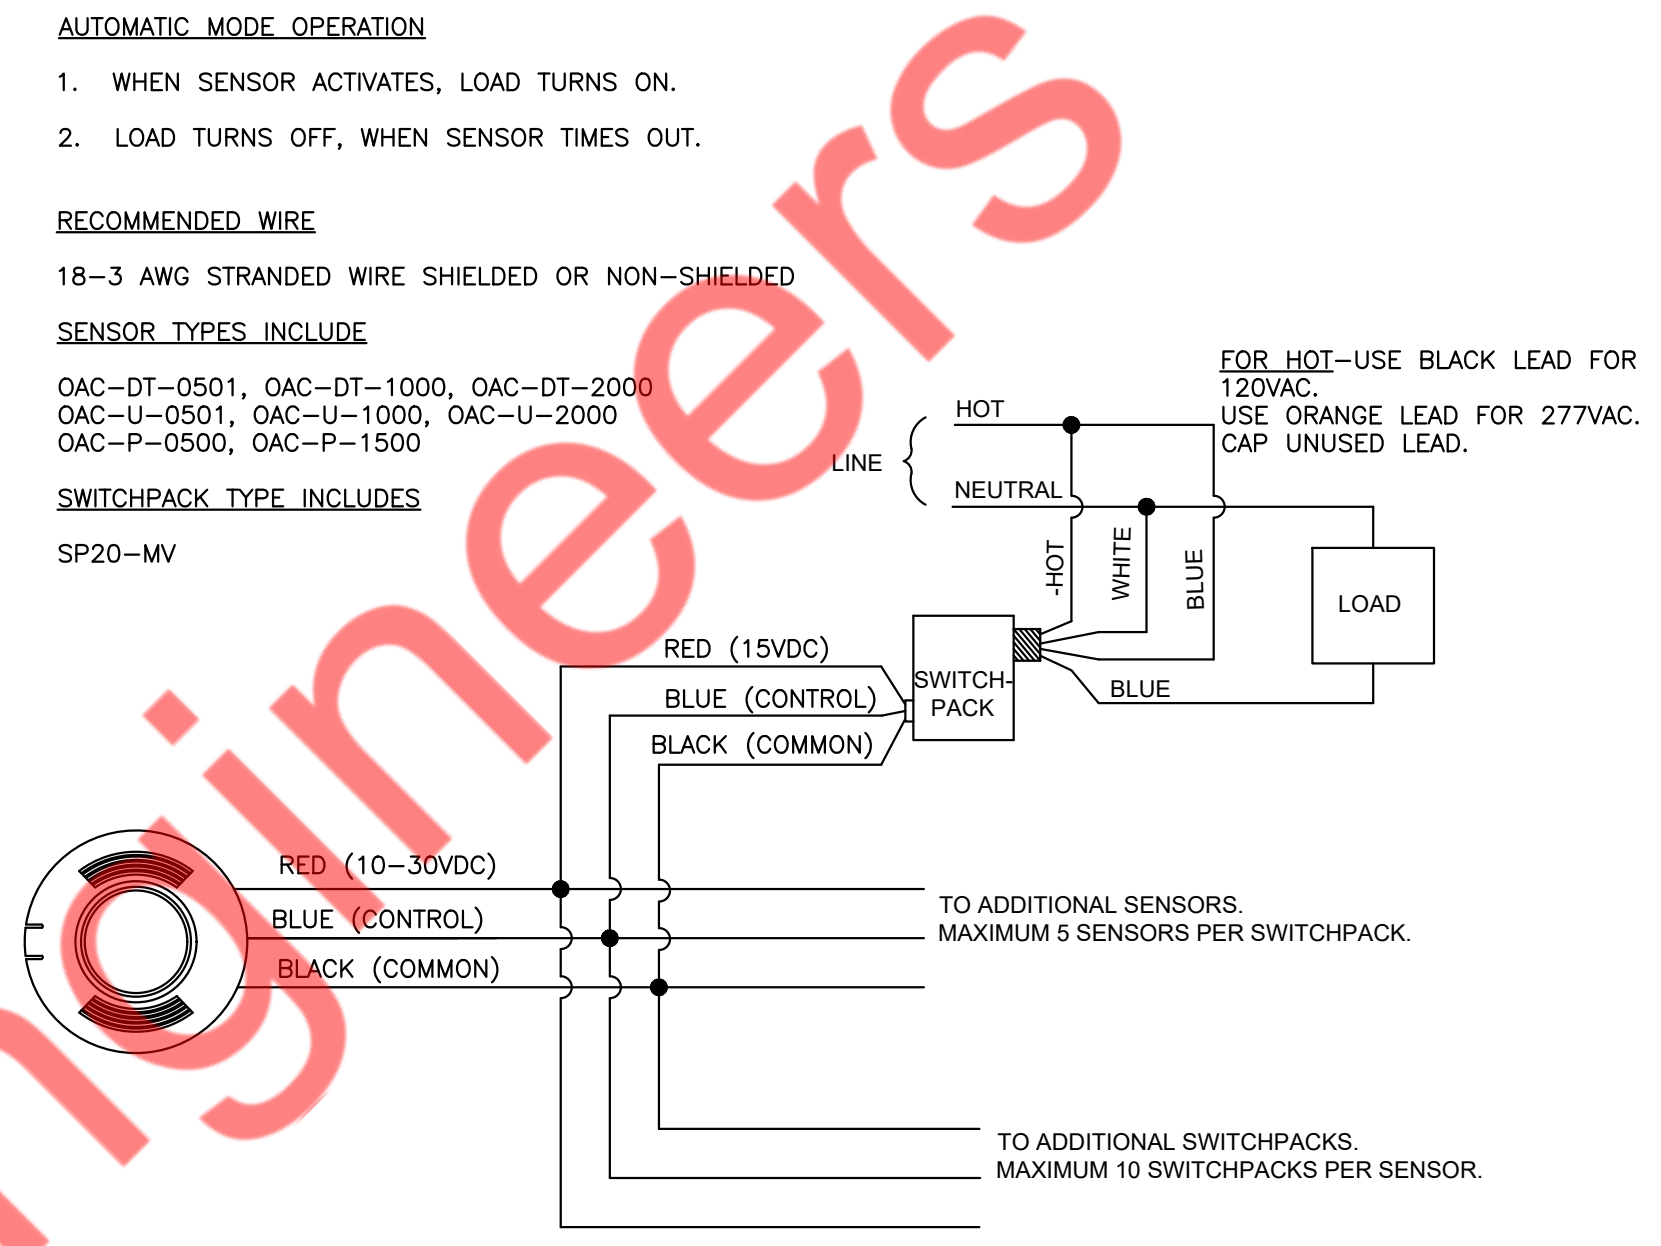 AUTOMATIC MODE OPERATION
1. WHEN SENSOR ACTIVATES, LOAD TURNS ON.
2. LOAD TURNS OFF, WHEN SENSOR TIMES OUT.
RECOMMENDED WIRE
18-3 AWG STRANDED WIRE SHIELDED OR NON-SHIELDED
SENSOR TYPES INCLUDE
OAC-DT-0501, OAC-DT-1000, OAC-DT-2000
OAC-U-0501, OAC-U-1000, OAC-U-2000
OAC-P-0500, OAC-P-1500
SWITCHPACK TYPE INCLUDES
SP20-MV
FOR HOT-USE BLACK LEAD FOR
120VAC.
USE ORANGE LEAD FOR 277VAC.
CAP UNUSED LEAD.
HOT
LINE
NEUTRAL
-HOT
WHITE
BLUE
LOAD
RED (15VDC)
BLUE (CONTROL)
BLACK (COMMON)
SWITCH-
PACK
BLUE
RED (10-30VDC)
BLUE (CONTROL)
BLACK (COMMON)
TO ADDITIONAL SENSORS.
MAXIMUM 5 SENSORS PER SWITCHPACK.
TO ADDITIONAL SWITCHPACKS.
MAXIMUM 10 SWITCHPACKS PER SENSOR.
ngineers